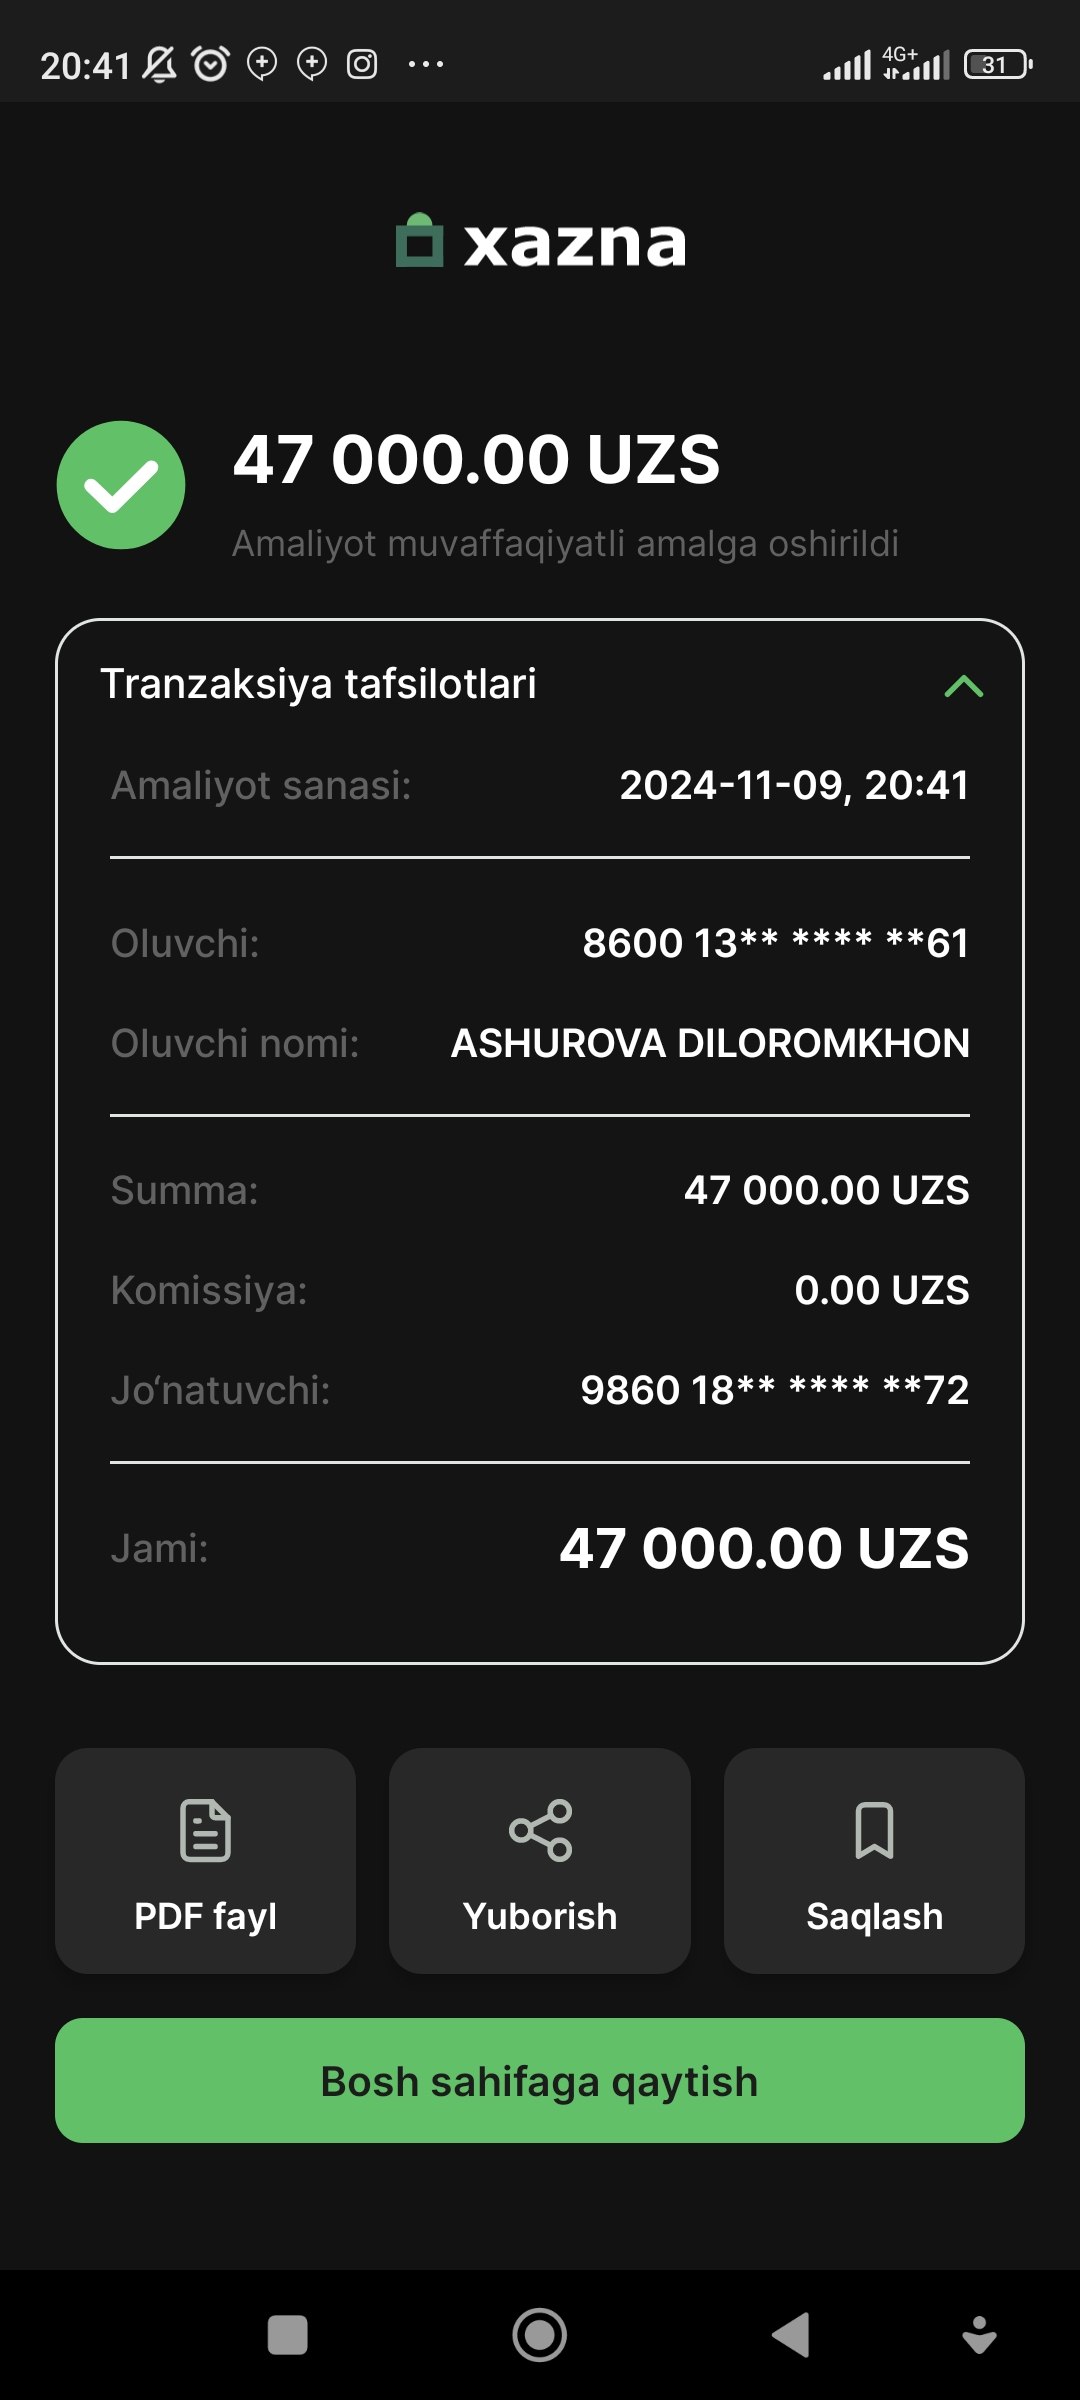 20:41 4G+ 31
xazna
47 000.00 UZS
Amaliyot muvaffaqiyatli amalga oshirildi
Tranzaksiya tafsilotlari
Amaliyot sanasi: 2024-11-09, 20:41
Oluvchi: 8600 13** **** **61
Oluvchi nomi: ASHUROVA DILOROMKHON
Summa: 47 000.00 UZS
Komissiya: 0.00 UZS
Jo‘natuvchi: 9860 18** **** **72
Jami: 47 000.00 UZS
PDF fayl Yuborish Saqlash
Bosh sahifaga qaytish